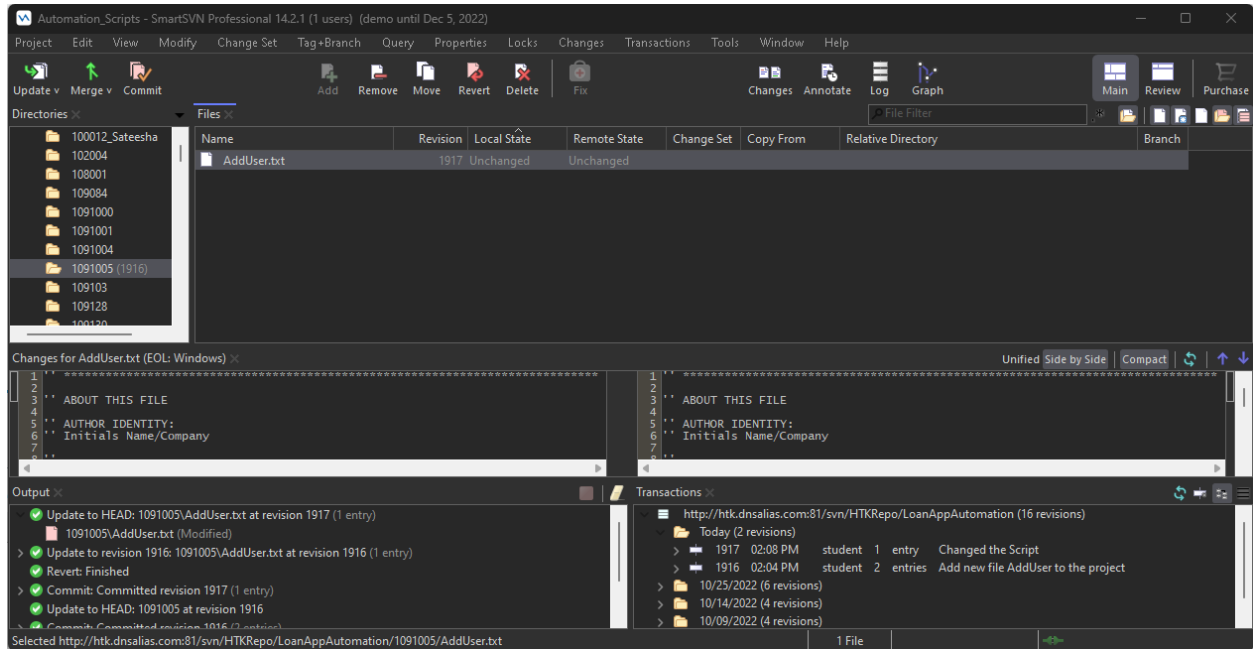 Automation_Scripts - SmartSVN Professional 14.2.1 (1 users) (demo until Dec 5, 2022)
Project Edit View Modify Change Set Tag+Branch Query Properties Locks Changes Transactions Tools Window Help
Update Merge Commit Add Remove Move Revert Delete Fix Changes Annotate Log Graph Main Review Purchase
Directories
100012_Sateesha
102004
108001
109084
1091000
1091001
1091004
1091005 (1916)
109103
109128
109130
Files
File Filter
Name Revision Local State Remote State Change Set Copy From Relative Directory Branch
AddUser.txt 1917 Unchanged Unchanged
Changes for AddUser.txt (EOL: Windows)
Unified Side by Side Compact
1 '' ******************************************************************************
2
3 '' ABOUT THIS FILE
4
5 '' AUTHOR IDENTITY:
6 '' Initials Name/Company
7
8 ''
1 '' ******************************************************************************
2
3 '' ABOUT THIS FILE
4
5 '' AUTHOR IDENTITY:
6 '' Initials Name/Company
7
8 ''
Output
Update to HEAD: 1091005\AddUser.txt at revision 1917 (1 entry)
1091005\AddUser.txt (Modified)
Update to revision 1916: 1091005\AddUser.txt at revision 1916 (1 entry)
Revert: Finished
Commit: Committed revision 1917 (1 entry)
Update to HEAD: 1091005 at revision 1916
Commit: Committed revision 1916 (2 entries)
Transactions
http://htk.dnsalias.com:81/svn/HTKRepo/LoanAppAutomation (16 revisions)
Today (2 revisions)
1917 02:08 PM student 1 entry Changed the Script
1916 02:04 PM student 2 entries Add new file AddUser to the project
10/25/2022 (6 revisions)
10/14/2022 (4 revisions)
10/09/2022 (4 revisions)
Selected http://htk.dnsalias.com:81/svn/HTKRepo/LoanAppAutomation/1091005/AddUser.txt
1 File